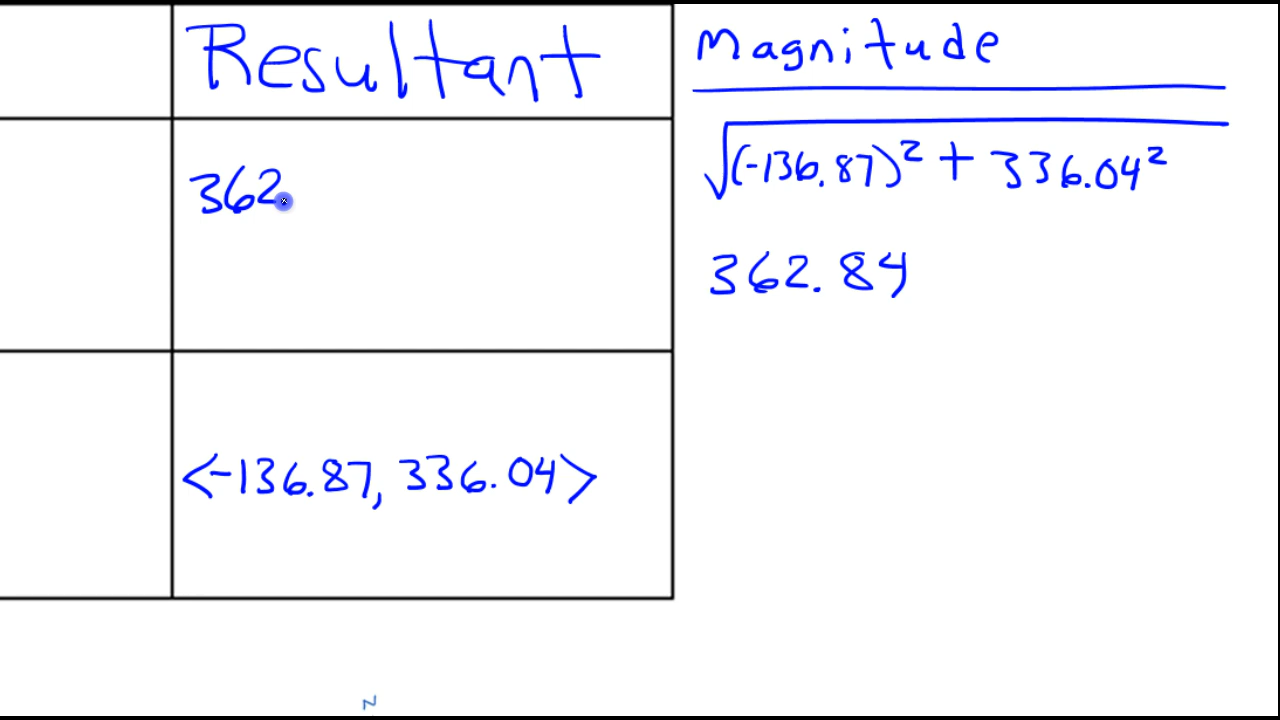 Resultant
362
<-136.87, 336.04>
Magnitude
√(-136.87)² + 336.04²
362.84
N